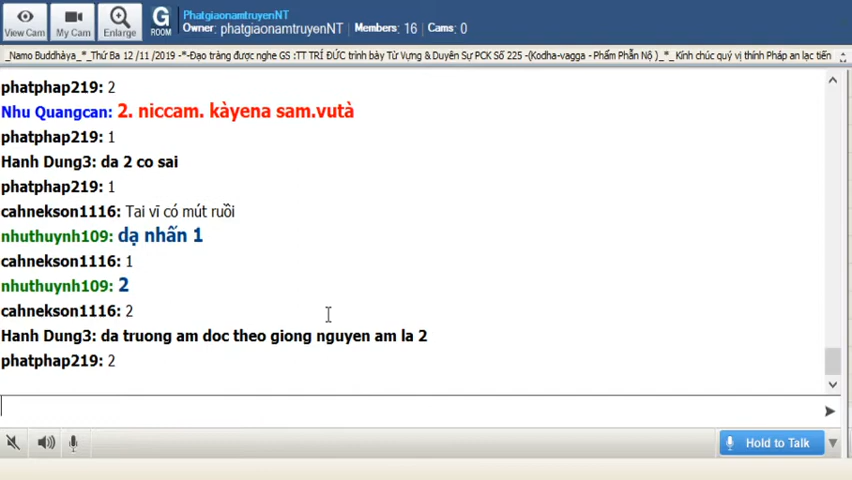 View Cam
My Cam
Enlarge
G
ROOM
PhatgiaonamtruyenNT
Owner: phatgiaonamtruyenNT / Members: 16 / Cams: 0
_Namo Buddhàya_*_Thứ Ba 12 /11 /2019 -*-Đạo tràng được nghe GS :TT TRÍ ĐỨC trình bày Từ Vựng & Duyên Sự PCK Số 225 -(Kodha-vagga - Phẩm Phẫn Nộ )_*_ Kính chúc quý vị thính Pháp an lạc tiến
phatphap219: 2
Nhu Quangcan: 2. niccam. kàyena sam.vutà
phatphap219: 1
Hanh Dung3: da 2 co sai
phatphap219: 1
cahnekson1116: Tai vĩ có mút ruồi
nhuthuynh109: dạ nhấn 1
cahnekson1116: 1
nhuthuynh109: 2
cahnekson1116: 2
Hanh Dung3: da truong am doc theo giong nguyen am la 2
phatphap219: 2
Hold to Talk